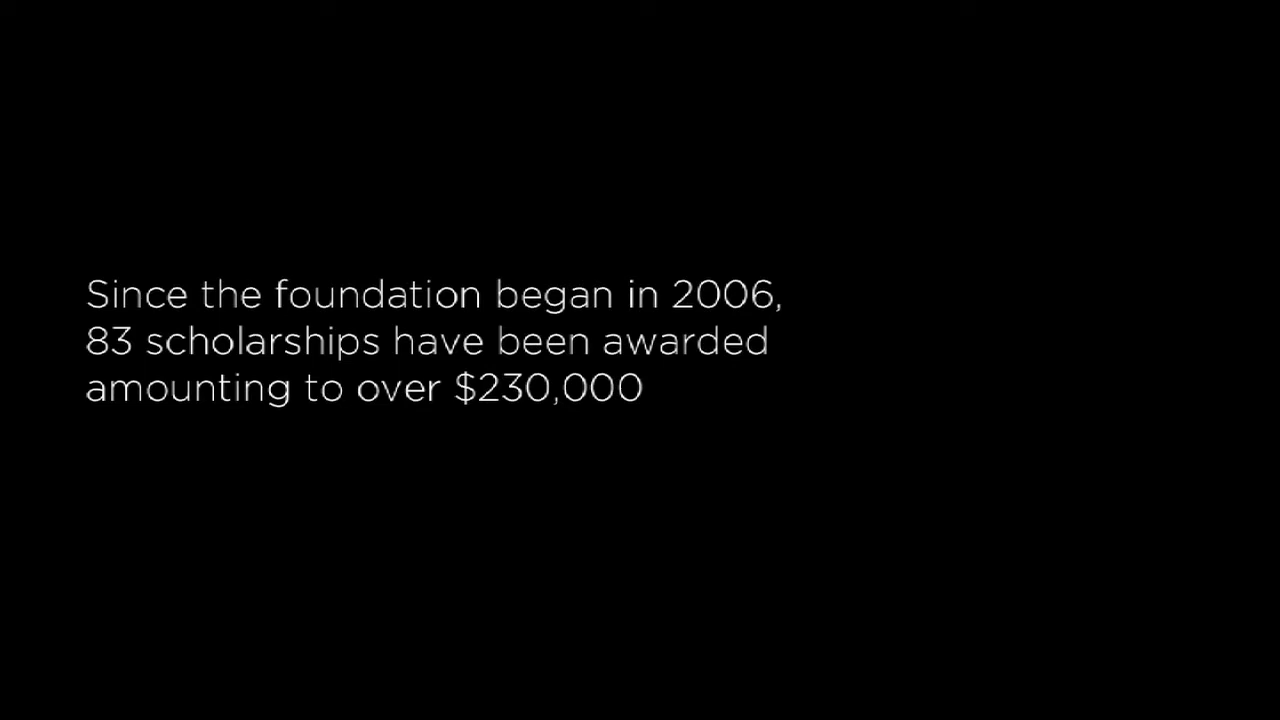 Since the foundation began in 2006,
83 scholarships have been awarded
amounting to over $230,000